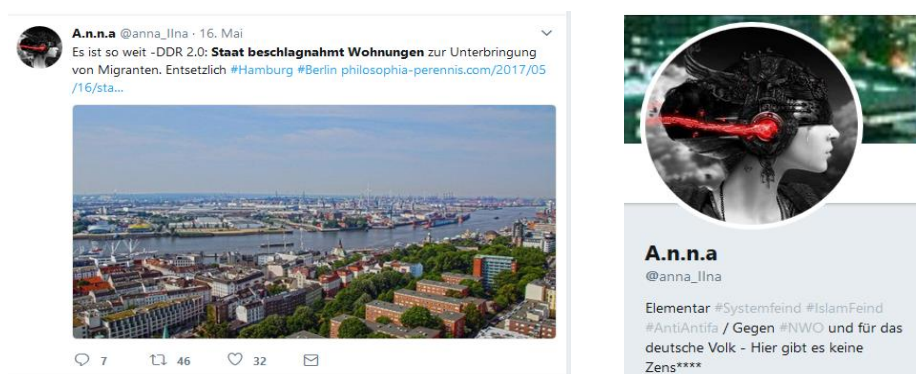 A.n.n.a @anna_IIna · 16. Mai
Es ist so weit -DDR 2.0: Staat beschlagnahmt Wohnungen zur Unterbringung
von Migranten. Entsetzlich #Hamburg #Berlin philosophia-perennis.com/2017/05
/16/sta...
7 46 32
A.n.n.a
@anna_IIna
Elementar #Systemfeind #IslamFeind
#AntiAntifa / Gegen #NWO und für das
deutsche Volk - Hier gibt es keine
Zens****